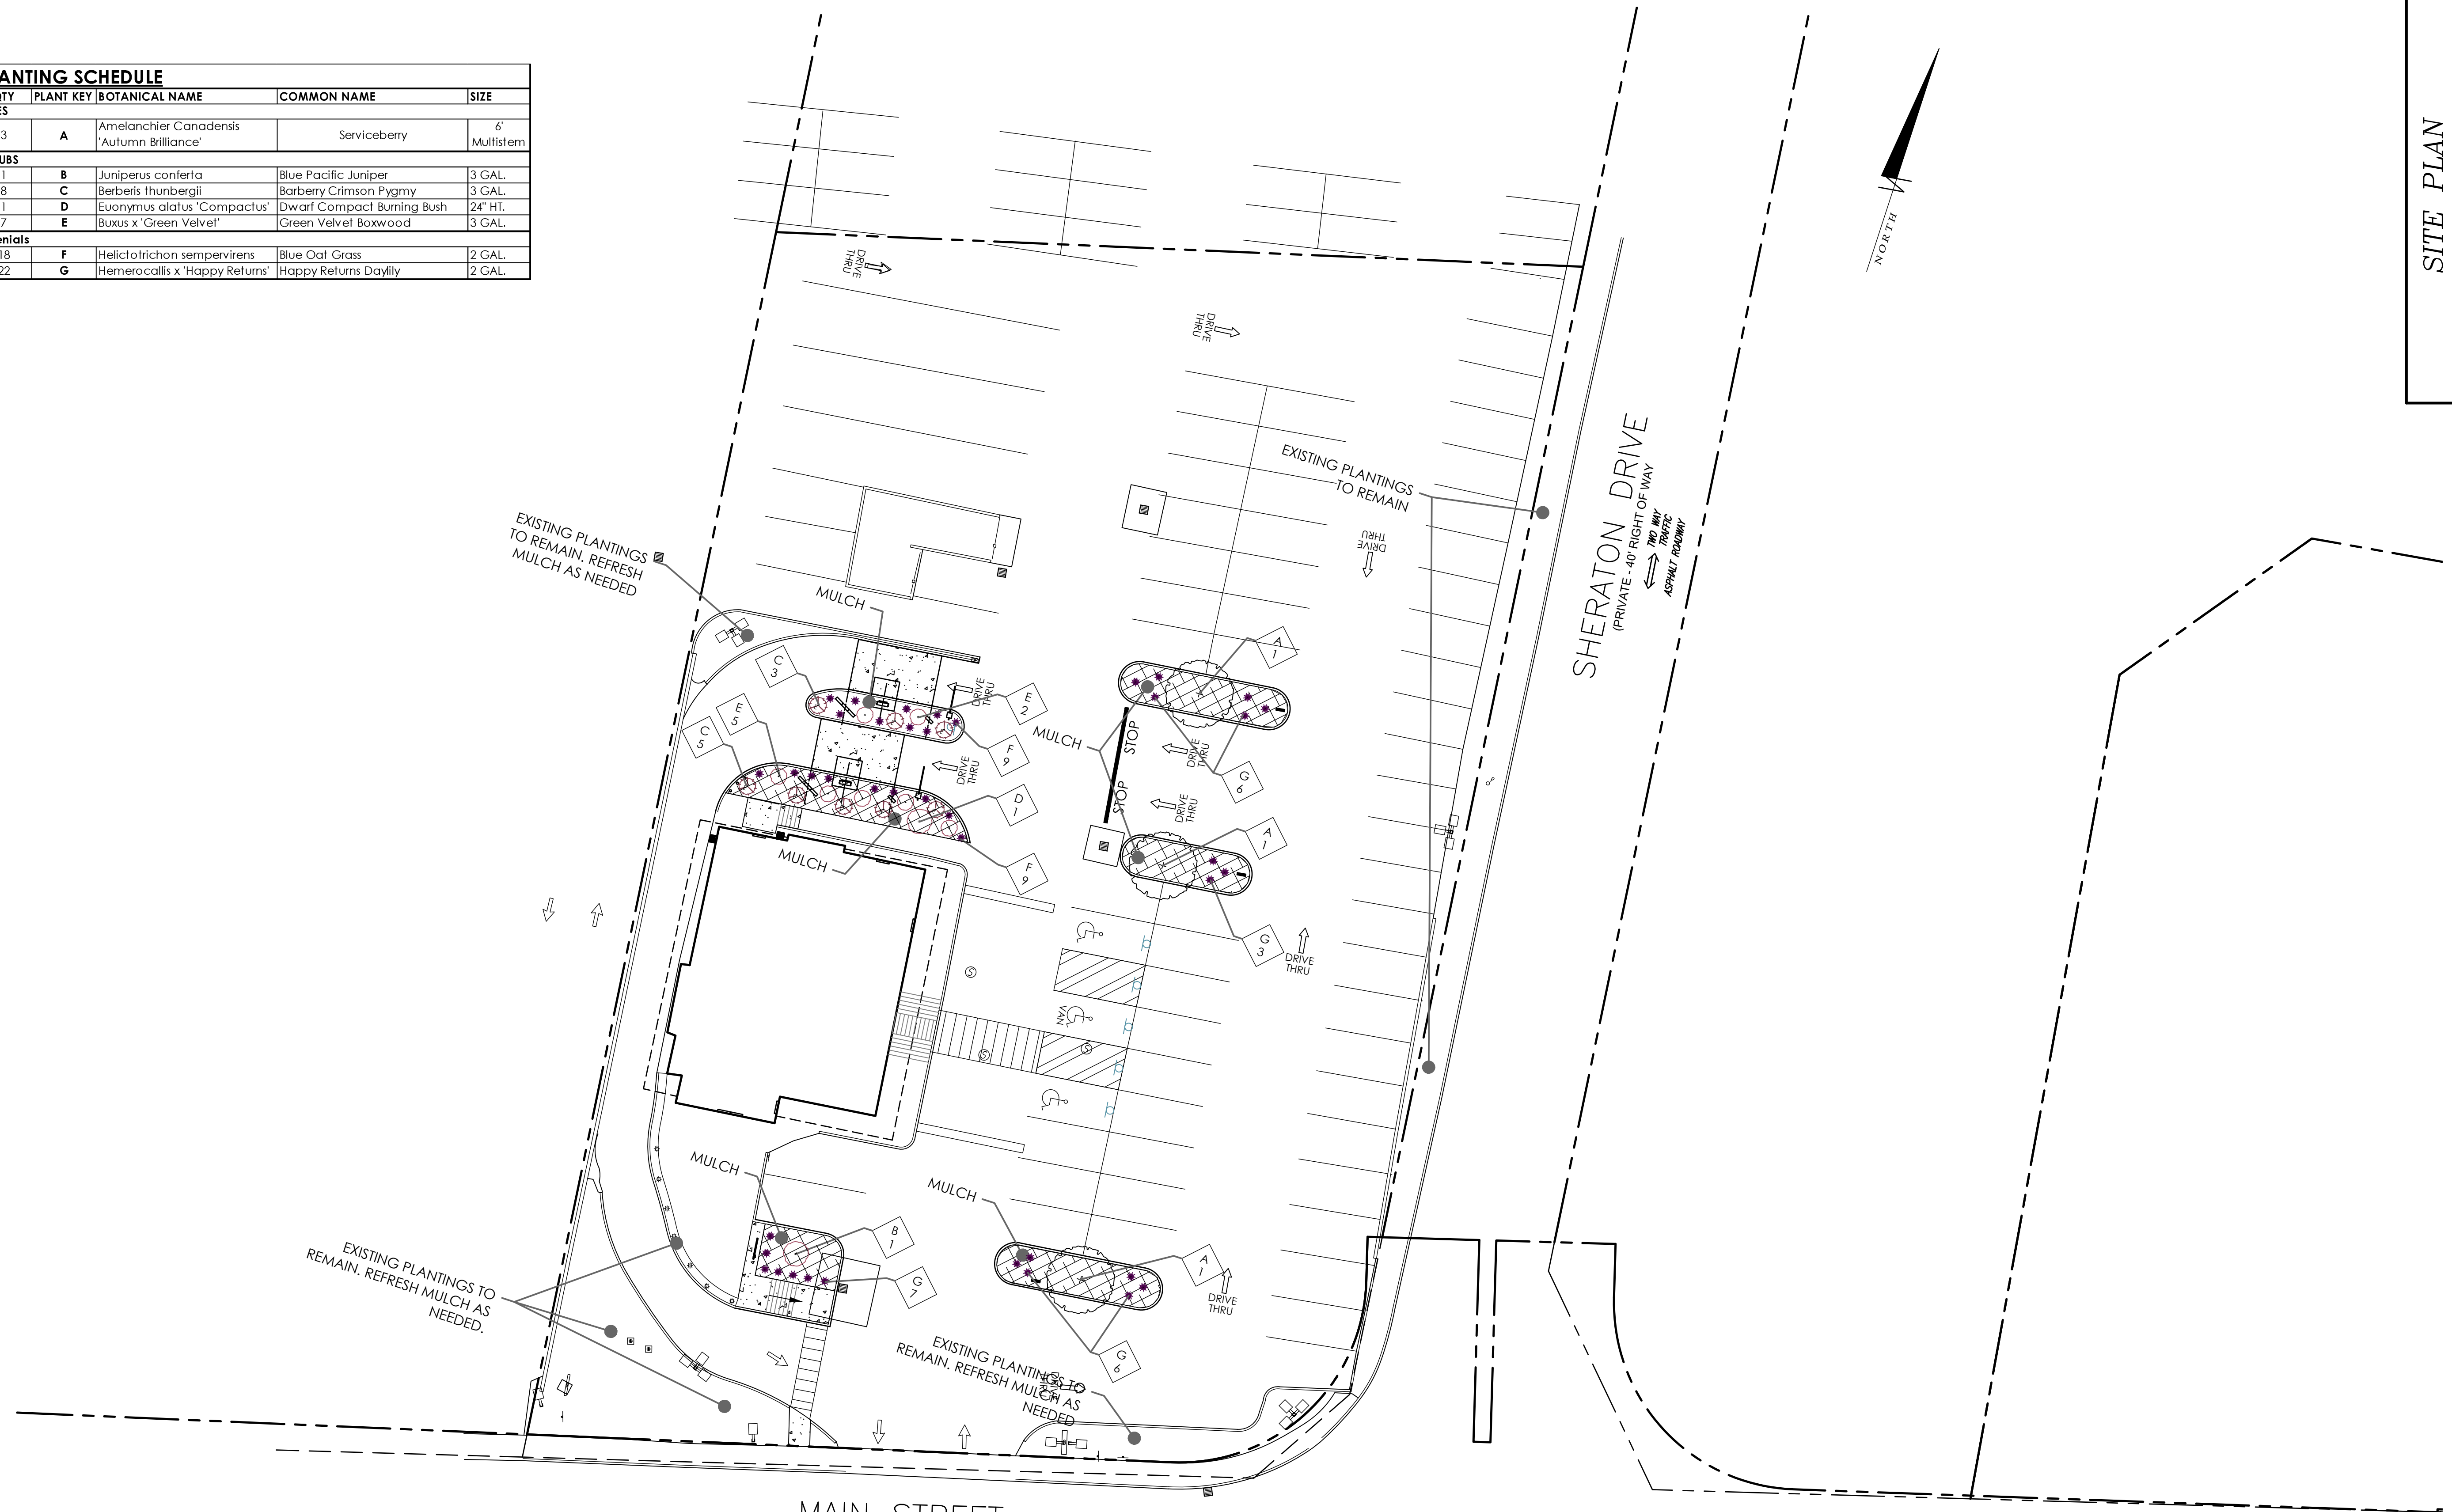 ANTING SCHEDULE
QTY PLANT KEY BOTANICAL NAME COMMON NAME SIZE
ES
3 A Amelanchier Canadensis 'Autumn Brilliance' Serviceberry 6' Multistem
UBS
1 B Juniperus conferta Blue Pacific Juniper 3 GAL.
8 C Berberis thunbergii Barberry Crimson Pygmy 3 GAL.
1 D Euonymus alatus 'Compactus' Dwarf Compact Burning Bush 24" HT.
7 E Buxus x 'Green Velvet' Green Velvet Boxwood 3 GAL.
enials
18 F Helictotrichon sempervirens Blue Oat Grass 2 GAL.
22 G Hemerocallis x 'Happy Returns' Happy Returns Daylily 2 GAL.
SITE PLAN
N
NORTH
DRIVE
THRU
DRIVE
THRU
EXISTING PLANTINGS
TO REMAIN
SHERATON DRIVE
(PRIVATE - 40' RIGHT OF WAY
TWO WAY
TRAFFIC
ASPHALT ROADWAY
DRIVE
THRU
EXISTING PLANTINGS
TO REMAIN. REFRESH
MULCH AS NEEDED
MULCH
C
3
E
5
C
5
DRIVE
THRU
E
2
F
9
DRIVE
THRU
D
1
F
9
MULCH
A
1
MULCH
STOP
DRIVE
THRU
G
6
STOP
DRIVE
THRU
A
1
G
3
DRIVE
THRU
S
VAN
S
S
MULCH
B
1
G
7
MULCH
A
1
DRIVE
THRU
G
6
EXISTING PLANTINGS TO
REMAIN. REFRESH MULCH AS
NEEDED.
EXISTING PLANTINGS TO
REMAIN. REFRESH MULCH AS
NEEDED
DRIVE
THRU
MAIN STREET